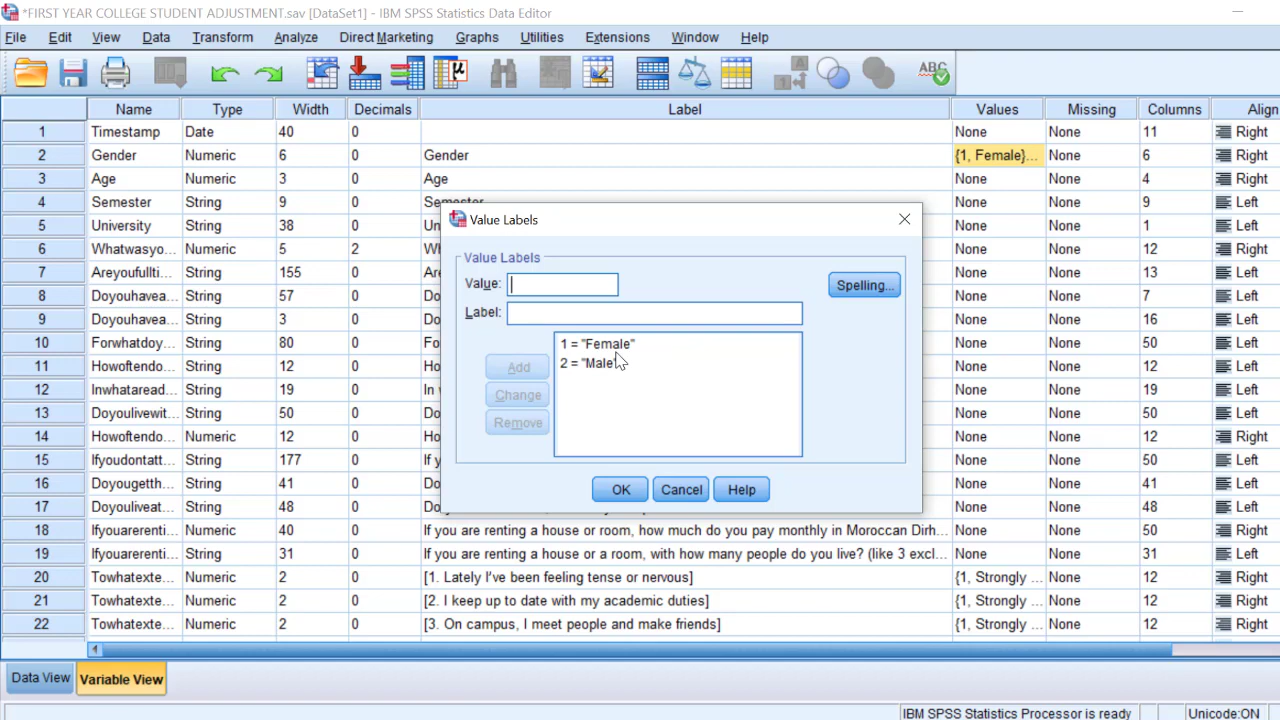 *FIRST YEAR COLLEGE STUDENT ADJUSTMENT.sav [DataSet1] - IBM SPSS Statistics Data Editor
File Edit View Data Transform Analyze Direct Marketing Graphs Utilities Extensions Window Help
A
14
μ
A
ABC
Name Type Width Decimals Label Values Missing Columns Align
1 Timestamp Date 40 0 None None 11 Right
2 Gender Numeric 6 0 Gender {1, Female}... None 6 Right
3 Age Numeric 3 0 Age None None 4 Right
4 Semester String 9 0 Semester None None 9 Left
5 University String 38 0 Un None None 1 Left
6 Whatwasyo... Numeric 5 2 Wh None None 12 Right
7 Areyoufullti... String 155 0 Are None None 13 Left
8 Doyouhavea... String 57 0 Do None None 7 Left
9 Doyouhavea... String 3 0 Do None None 16 Left
10 Forwhatdoy... String 80 0 Fo None None 50 Left
11 Howoftendo... String 12 0 Ho None None 12 Left
12 Inwhataread... String 19 0 In w None None 19 Left
13 Doyoulivewit... String 50 0 Do None None 50 Left
14 Howoftendo... Numeric 12 0 Ho None None 12 Right
15 Ifyoudontatt... String 177 0 If y None None 50 Left
16 Doyougetthe... String 41 0 Do None None 41 Left
17 Doyouliveat... String 48 0 Do None None 48 Left
18 Ifyouarerenti... Numeric 40 0 If you are renting a house or room, how much do you pay monthly in Moroccan Dirh... None None 50 Right
19 Ifyouarerenti... String 31 0 If you are renting a house or a room, with how many people do you live? (like 3 excl... None None 31 Left
20 Towhatexte... Numeric 2 0 [1. Lately I've been feeling tense or nervous] {1, Strongly ... None 12 Right
21 Towhatexte... Numeric 2 0 [2. I keep up to date with my academic duties] {1, Strongly ... None 12 Right
22 Towhatexte... Numeric 2 0 [3. On campus, I meet people and make friends] {1, Strongly ... None 12 Right
Value Labels
Value Labels
Value:
Spelling...
Label:
1 = "Female"
2 = "Male"
Add
Change
Remove
OK Cancel Help
Data View Variable View
IBM SPSS Statistics Processor is ready Unicode:ON